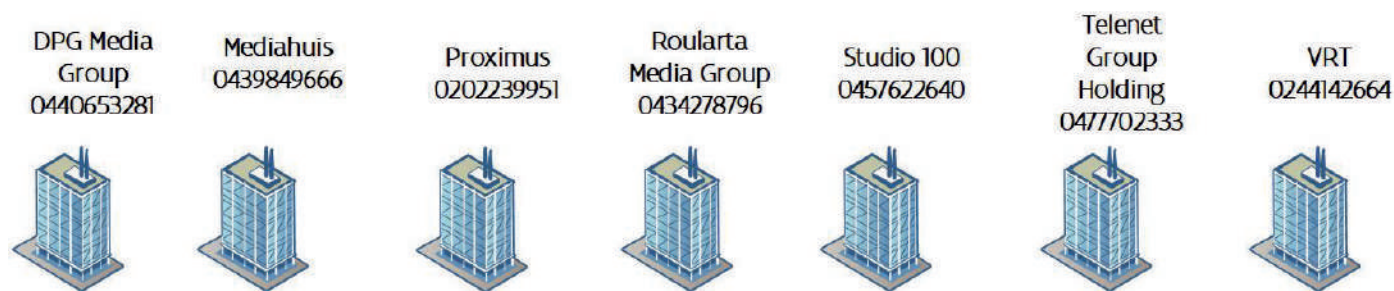 DPG Media
Group
0440653281
Mediahuis
0439849666
Proximus
0202239951
Roularta
Media Group
0434278796
Studio 100
0457622640
Telenet
Group
Holding
0477702333
VRT
0244142664